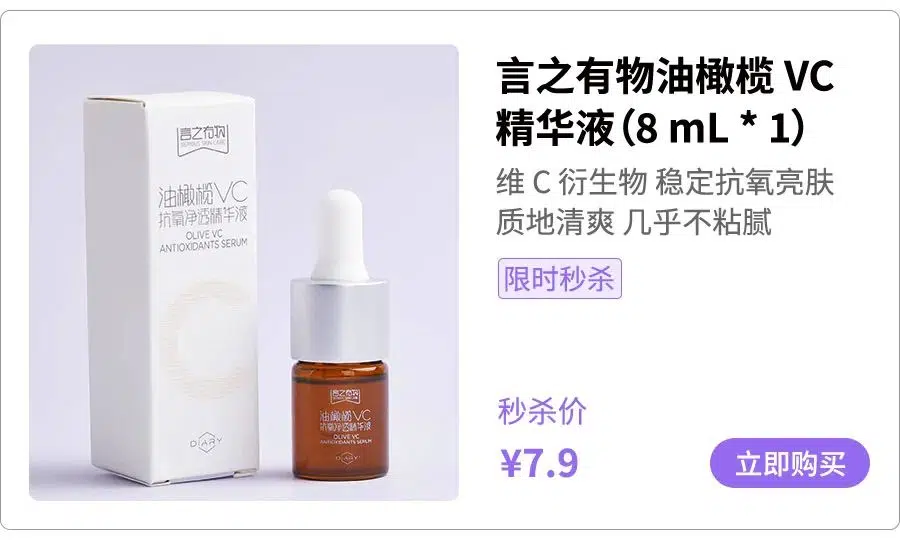 言之有物油橄榄 VC
精华液(8 mL * 1)
维 C 衍生物 稳定抗氧亮肤
质地清爽 几乎不粘腻
限时秒杀
秒杀价
¥7.9
立即购买
言之有物
SERIOUS SKIN CARE
油橄榄VC
抗氧净透精华液
OLIVE VC
ANTIOXIDANTS SERUM
DIARY
言之有物
油橄榄VC
抗氧净透精华液
OLIVE VC
ANTIOXIDANTS SERUM
DIARY